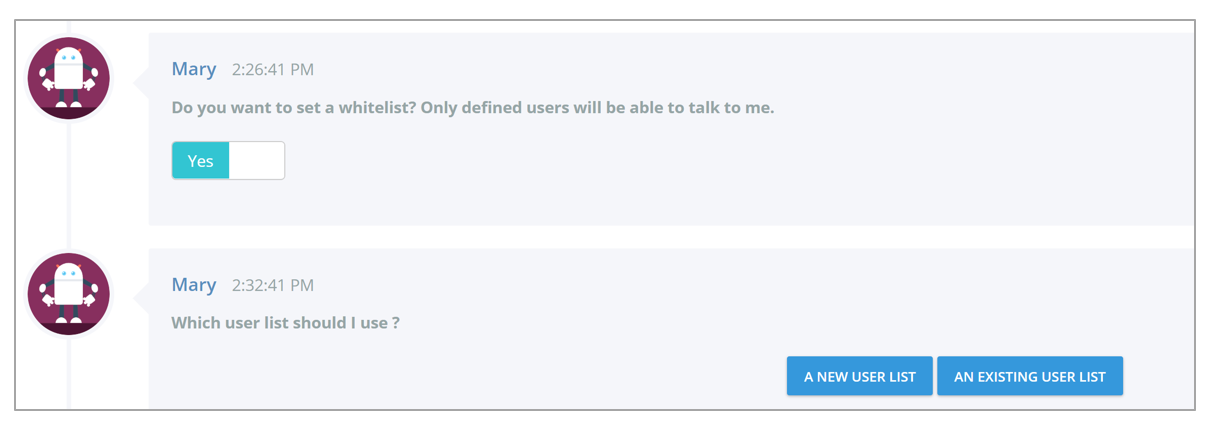 Mary 2:26:41 PM
Do you want to set a whitelist? Only defined users will be able to talk to me.
Yes
Mary 2:32:41 PM
Which user list should I use ?
A NEW USER LIST AN EXISTING USER LIST